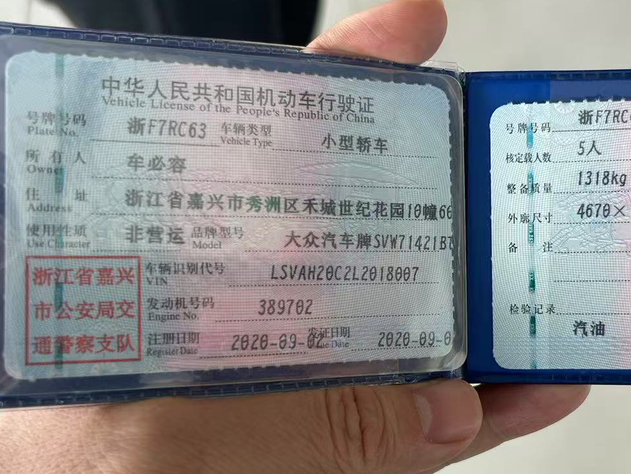 中华人民共和国机动车行驶证
Vehicle License of the People's Republic of China
号牌号码 浙F7RC63 车辆类型 小型轿车
Plate No. Vehicle Type
所有人 牟必容
Owner
住址 浙江省嘉兴市秀洲区禾城世纪花园10幢60
Address
使用性质 非营运 品牌型号 大众汽车牌SVW71421B
Use Character Model
浙江省嘉兴
市公安局交
通警察支队
车辆识别代号 LSVAH20C2L2018007
VIN
发动机号码 389702
Engine No.
注册日期 2020-09-02 发证日期 2020-09-0
Register Date Issue Date
号牌号码 浙F7RC
核定载人数 5人
整备质量 1318kg
外廓尺寸 4670×
备注
检验记录
汽油